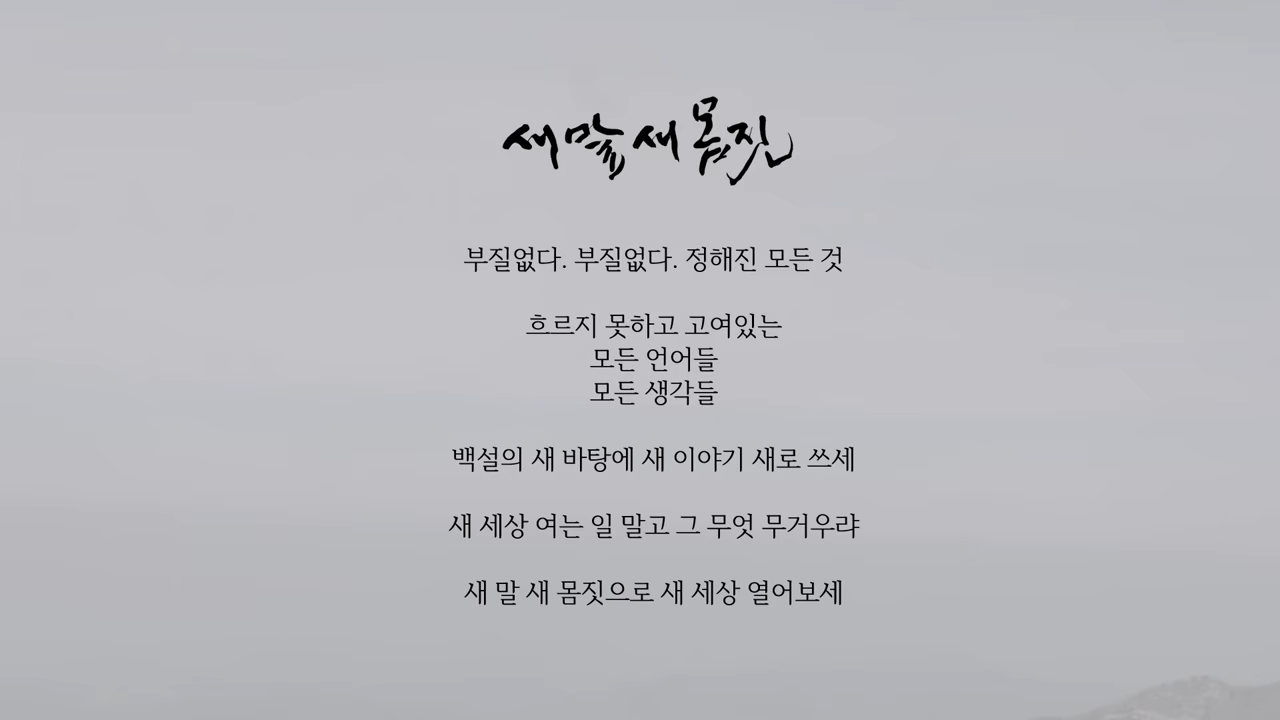 새 말 새 몸짓
부질없다. 부질없다. 정해진 모든 것
흐르지 못하고 고여있는
모든 언어들
모든 생각들
백설의 새 바탕에 새 이야기 새로 쓰세
새 세상 여는 일 말고 그 무엇 무거우랴
새 말 새 몸짓으로 새 세상 열어보세